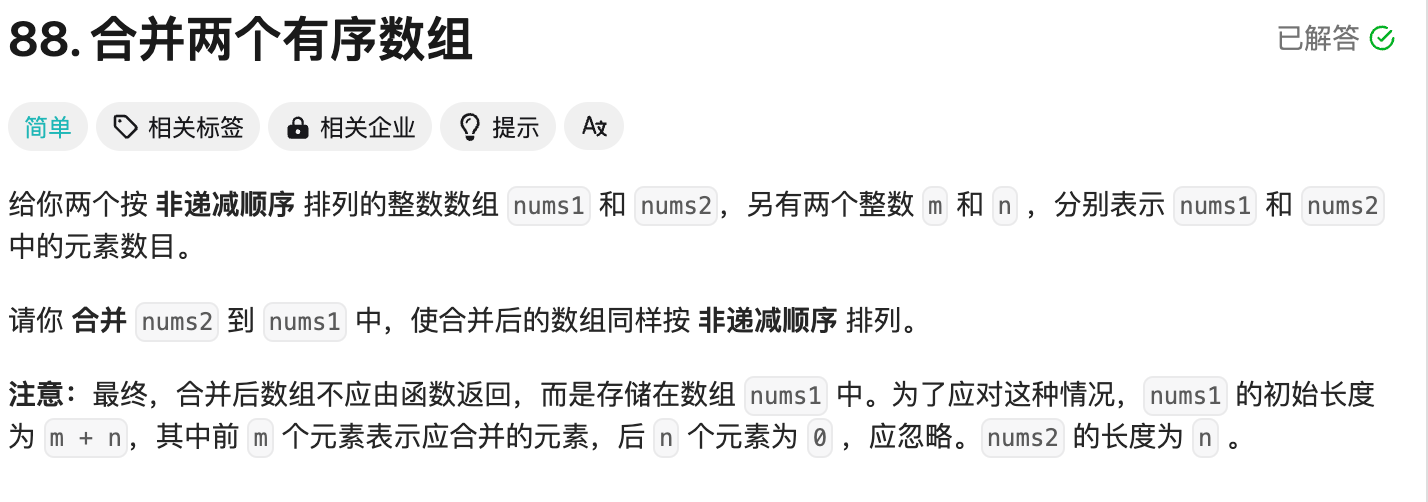 88. 合并两个有序数组
已解答
简单 相关标签 相关企业 提示
给你两个按 非递减顺序 排列的整数数组 nums1 和 nums2，另有两个整数 m 和 n ，分别表示 nums1 和 nums2
中的元素数目。
请你 合并 nums2 到 nums1 中，使合并后的数组同样按 非递减顺序 排列。
注意：最终，合并后数组不应由函数返回，而是存储在数组 nums1 中。为了应对这种情况，nums1 的初始长度
为 m + n，其中前 m 个元素表示应合并的元素，后 n 个元素为 0 ，应忽略。nums2 的长度为 n 。